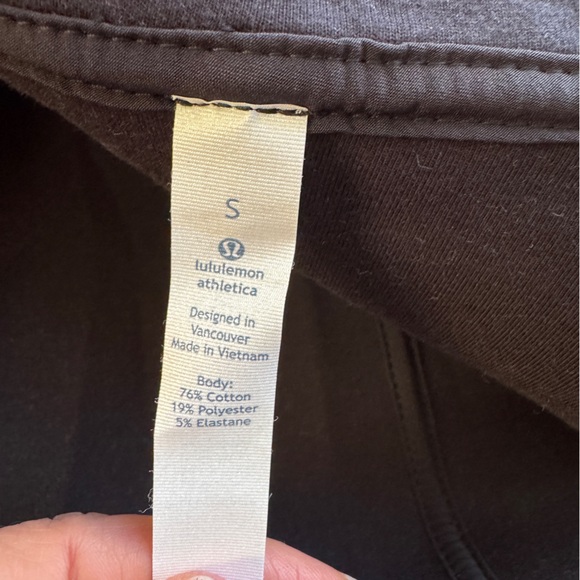 S
lululemon
athletica
Designed in
Vancouver
Made in Vietnam
Body:
76% Cotton
19% Polyester
5% Elastane